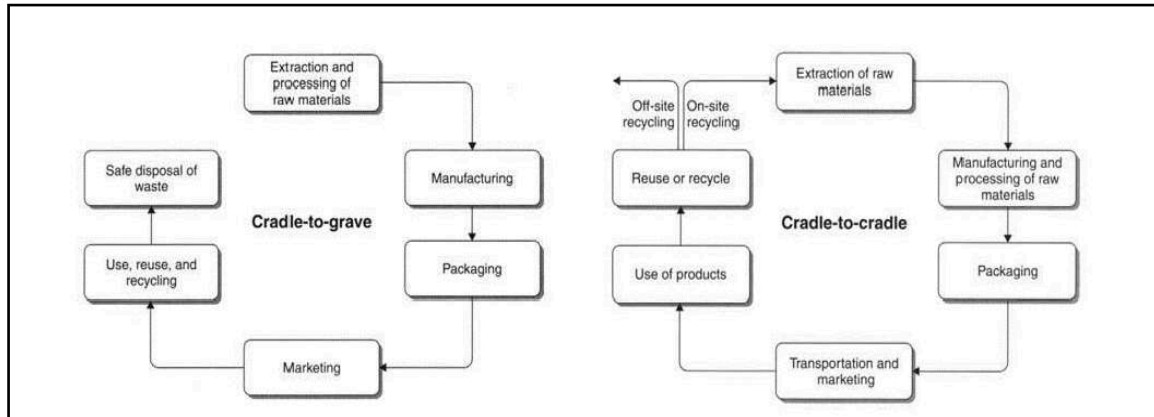 Extraction and
processing of
raw materials
Manufacturing
Packaging
Marketing
Use, reuse, and
recycling
Safe disposal of
waste
Cradle-to-grave
Extraction of raw
materials
Manufacturing and
processing of raw
materials
Packaging
Transportation and
marketing
Use of products
Reuse or recycle
Off-site
recycling
On-site
recycling
Cradle-to-cradle